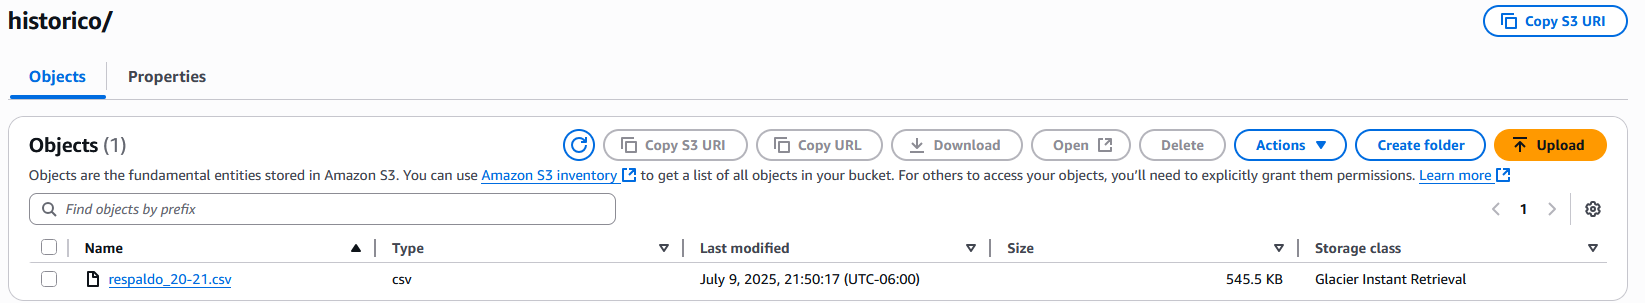 historico/
Copy S3 URI
Objects Properties
Objects (1)
Copy S3 URI Copy URL Download Open Delete Actions Create folder Upload
Objects are the fundamental entities stored in Amazon S3. You can use Amazon S3 inventory to get a list of all objects in your bucket. For others to access your objects, you'll need to explicitly grant them permissions. Learn more
Find objects by prefix
1
Name Type Last modified Size Storage class
respaldo_20-21.csv csv July 9, 2025, 21:50:17 (UTC-06:00) 545.5 KB Glacier Instant Retrieval